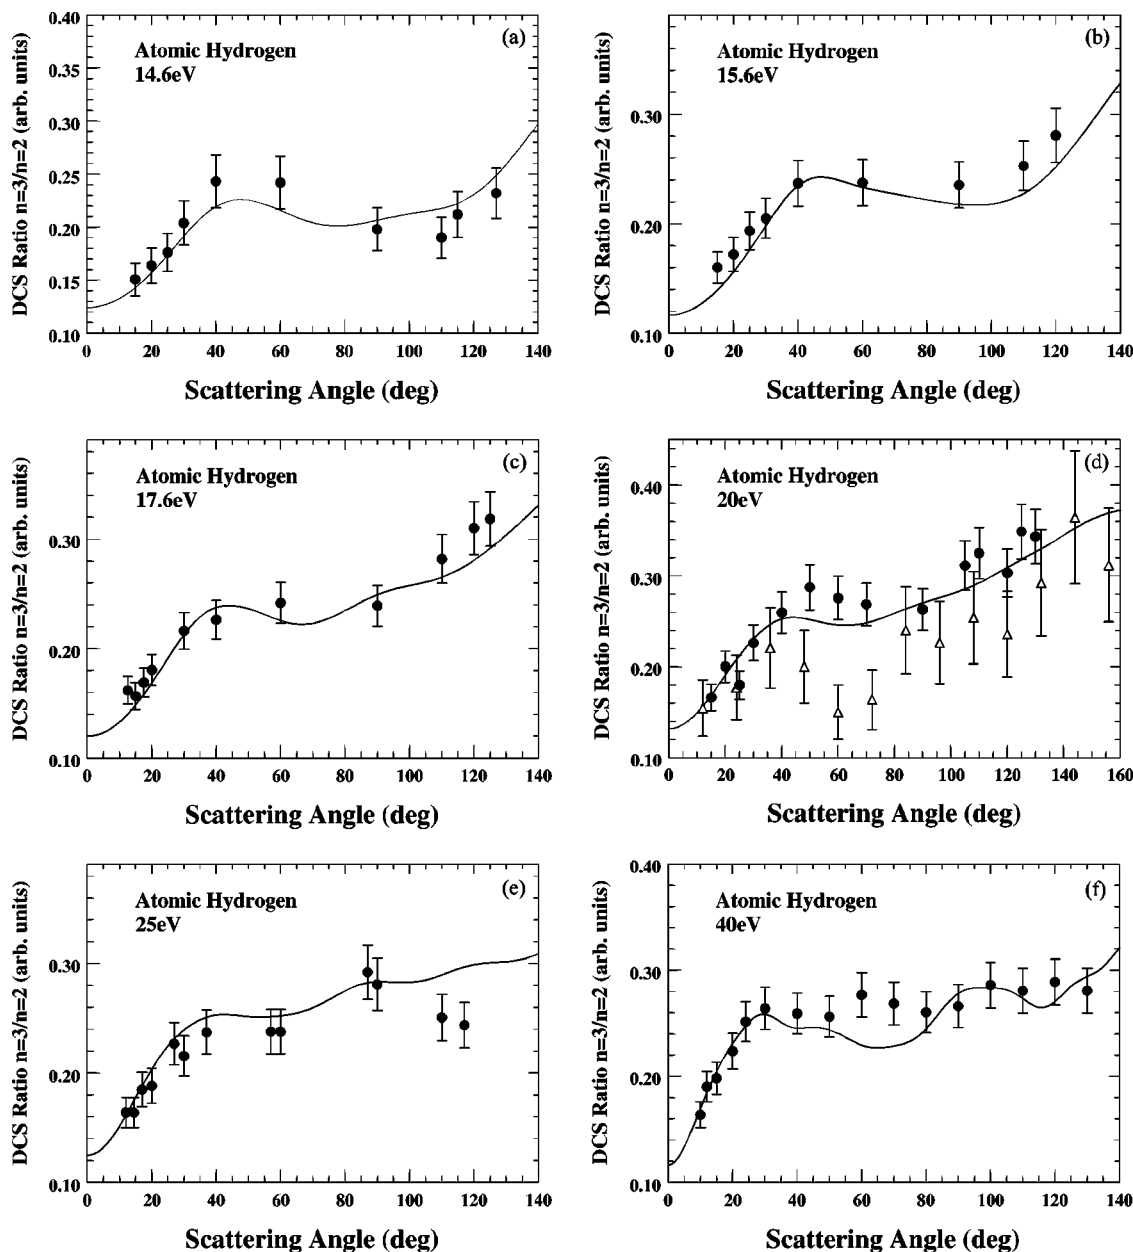 (a)
Atomic Hydrogen
14.6eV
DCS Ratio n=3/n=2 (arb. units)
0.40
0.35
0.30
0.25
0.20
0.15
0.10
0 20 40 60 80 100 120 140
Scattering Angle (deg)
(b)
Atomic Hydrogen
15.6eV
DCS Ratio n=3/n=2 (arb. units)
0.30
0.20
0.10
0 20 40 60 80 100 120 140
Scattering Angle (deg)
(c)
Atomic Hydrogen
17.6eV
DCS Ratio n=3/n=2 (arb. units)
0.30
0.20
0.10
0 20 40 60 80 100 120 140
Scattering Angle (deg)
(d)
Atomic Hydrogen
20eV
DCS Ratio n=3/n=2 (arb. units)
0.40
0.30
0.20
0.10
0 20 40 60 80 100 120 140 160
Scattering Angle (deg)
(e)
Atomic Hydrogen
25eV
DCS Ratio n=3/n=2 (arb. units)
0.30
0.20
0.10
0 20 40 60 80 100 120 140
Scattering Angle (deg)
(f)
Atomic Hydrogen
40eV
DCS Ratio n=3/n=2 (arb. units)
0.40
0.30
0.20
0.10
0 20 40 60 80 100 120 140
Scattering Angle (deg)